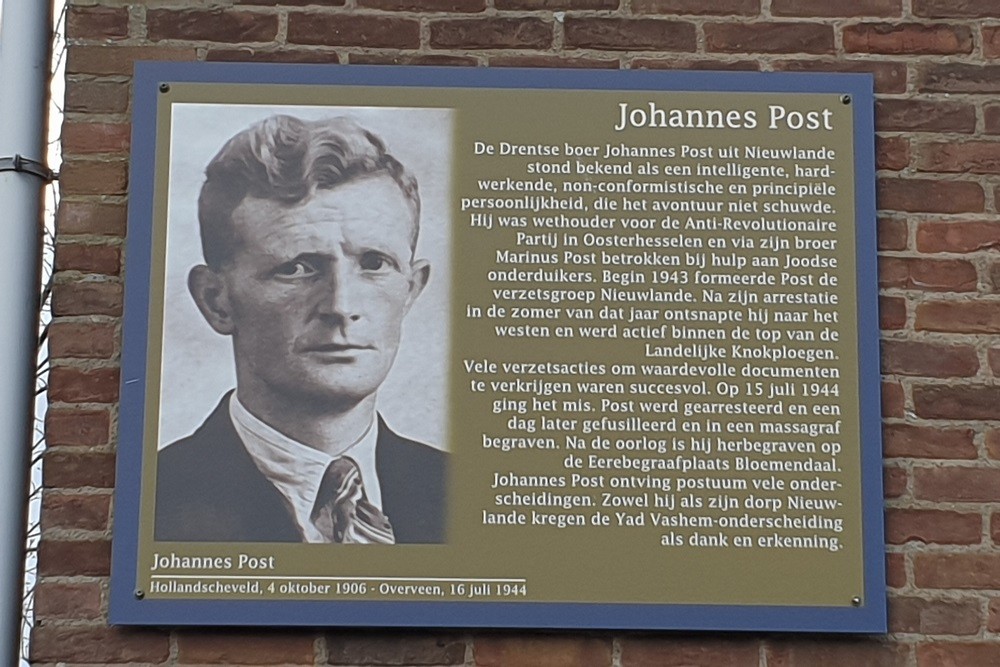 Johannes Post
De Drentse boer Johannes Post uit Nieuwlande
stond bekend als een intelligente, hard-
werkende, non-conformistische en principiële
persoonlijkheid, die het avontuur niet schuwde.
Hij was wethouder voor de Anti-Revolutionaire
Partij in Oosterhesselen en via zijn broer
Marinus Post betrokken bij hulp aan Joodse
onderduikers. Begin 1943 formeerde Post de
verzetsgroep Nieuwlande. Na zijn arrestatie
in de zomer van dat jaar ontsnapte hij naar het
westen en werd actief binnen de top van de
Landelijke Knokploegen.
Vele verzetsacties om waardevolle documenten
te verkrijgen waren succesvol. Op 15 juli 1944
ging het mis. Post werd gearresteerd en een
dag later gefusilleerd en in een massagraf
begraven. Na de oorlog is hij herbegraven op
de Eerebegraafplaats Bloemendaal.
Johannes Post ontving postuum vele onder-
scheidingen. Zowel hij als zijn dorp Nieuw-
lande kregen de Yad Vashem-onderscheiding
als dank en erkenning.
Johannes Post
Hollandscheveld, 4 oktober 1906 - Overveen, 16 juli 1944